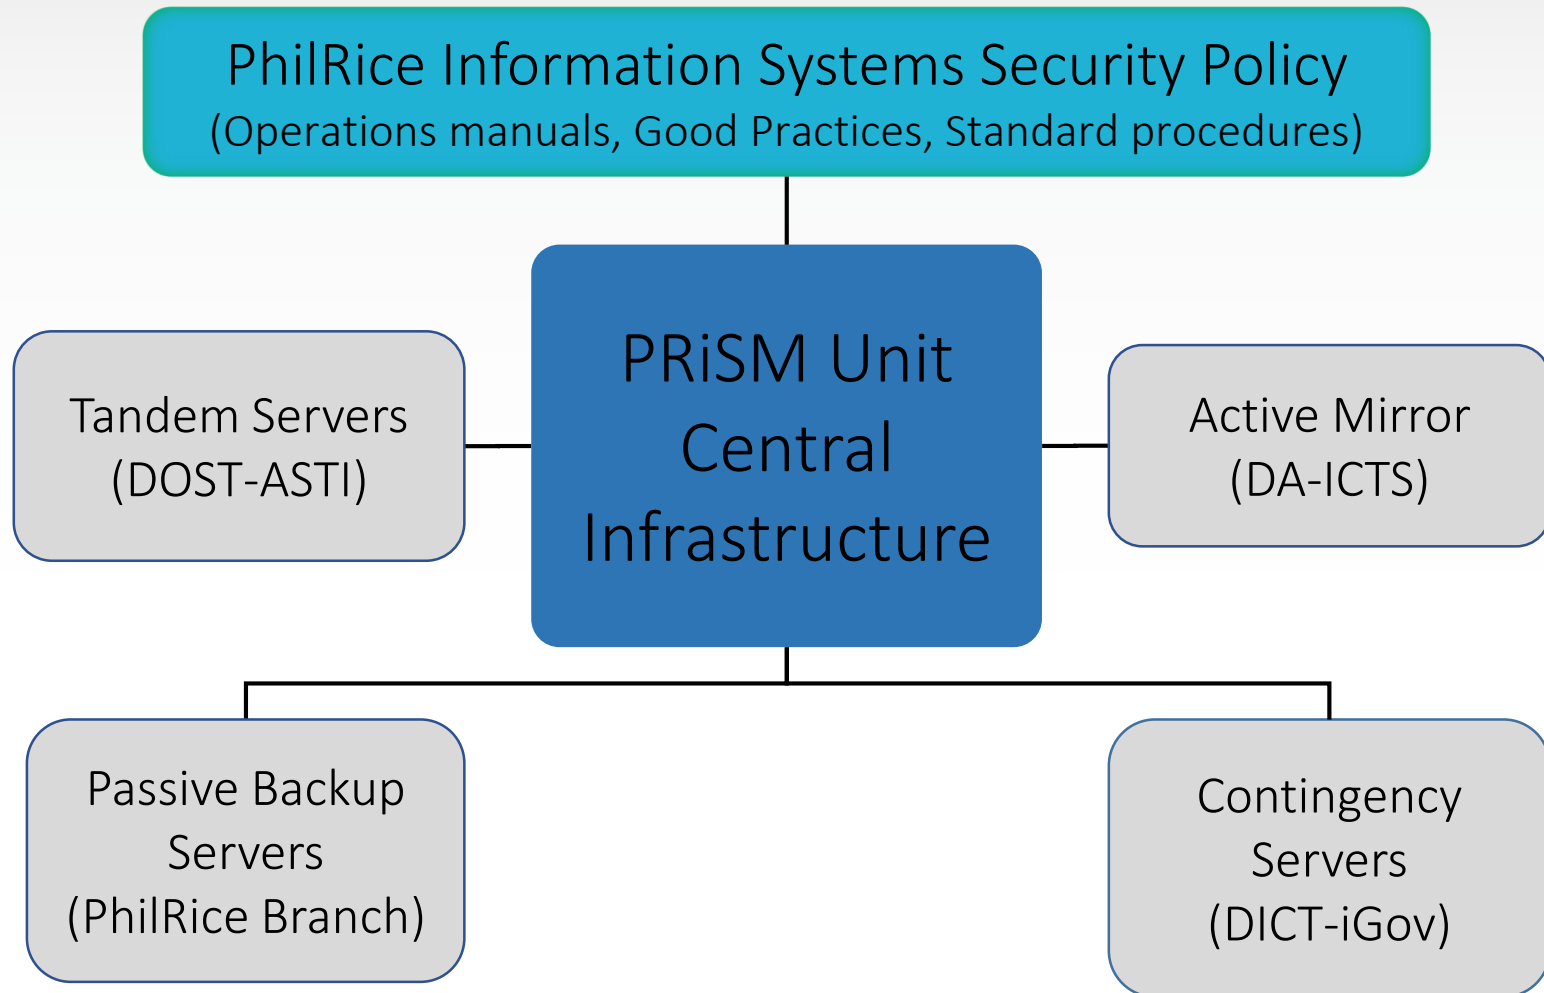 PhilRice Information Systems Security Policy
(Operations manuals, Good Practices, Standard procedures)
PRiSM Unit
Central
Infrastructure
Tandem Servers
(DOST-ASTI)
Active Mirror
(DA-ICTS)
Passive Backup
Servers
(PhilRice Branch)
Contingency
Servers
(DICT-iGov)